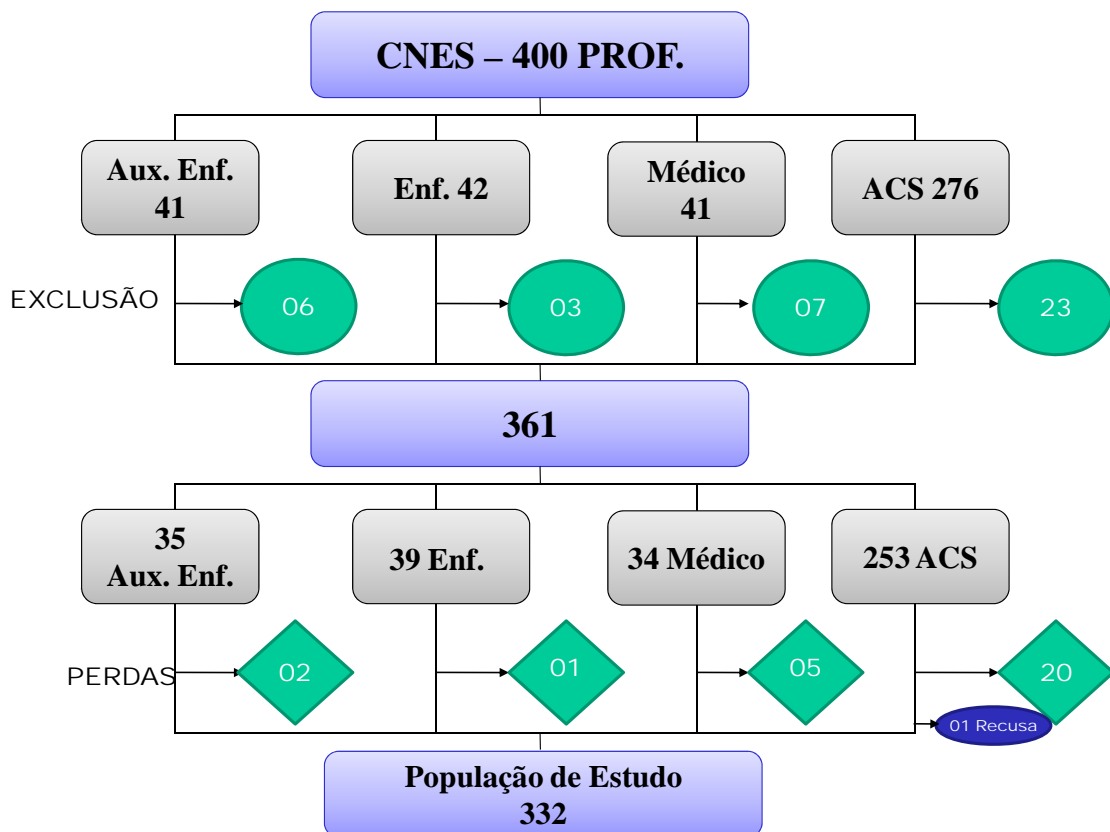 CNES – 400 PROF.
Aux. Enf.
41
Enf. 42
Médico
41
ACS 276
EXCLUSÃO
06
03
07
23
361
35
Aux. Enf.
39 Enf.
34 Médico
253 ACS
PERDAS
02
01
05
20
01 Recusa
População de Estudo
332